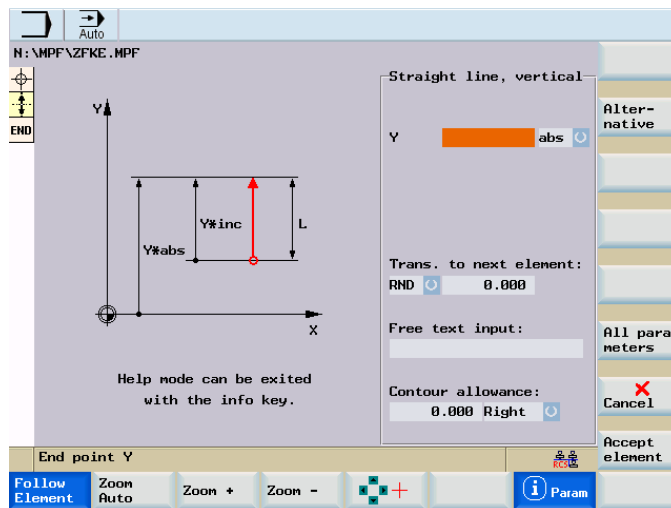 Auto
N:\MPF\ZFKE.MPF
END
Y
Y*inc
L
Y*abs
X
Help mode can be exited
with the info key.
Straight line, vertical
Y abs
Trans. to next element:
RND 0.000
Free text input:
Contour allowance:
0.000 Right
Alter-
native
All para
meters
Cancel
Accept
element
End point Y
RCS
Follow
Element
Zoom
Auto
Zoom +
Zoom -
i Param